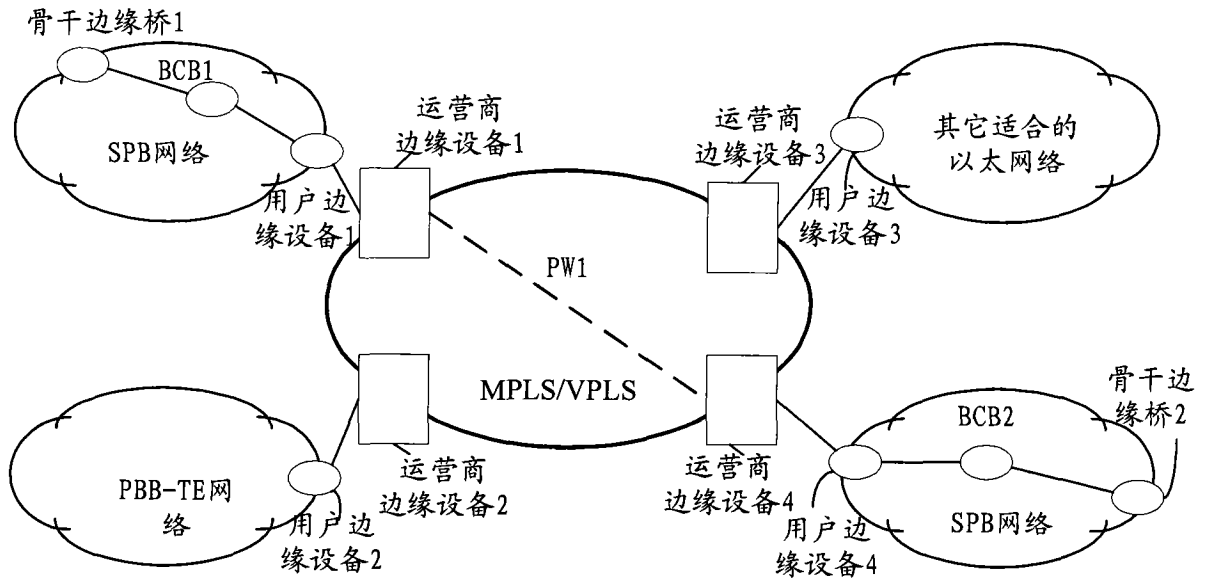 骨干边缘桥1
BCB1
SPB网络
运营商
边缘设备1
用户边
缘设备1
运营商
边缘设备3
用户边
缘设备3
其它适合的
以太网络
PW1
MPLS/VPLS
PBB-TE网
络
用户边
缘设备2
运营商
边缘设备2
运营商
边缘设备4
用户边
缘设备4
BCB2
SPB网络
骨干边
缘桥2